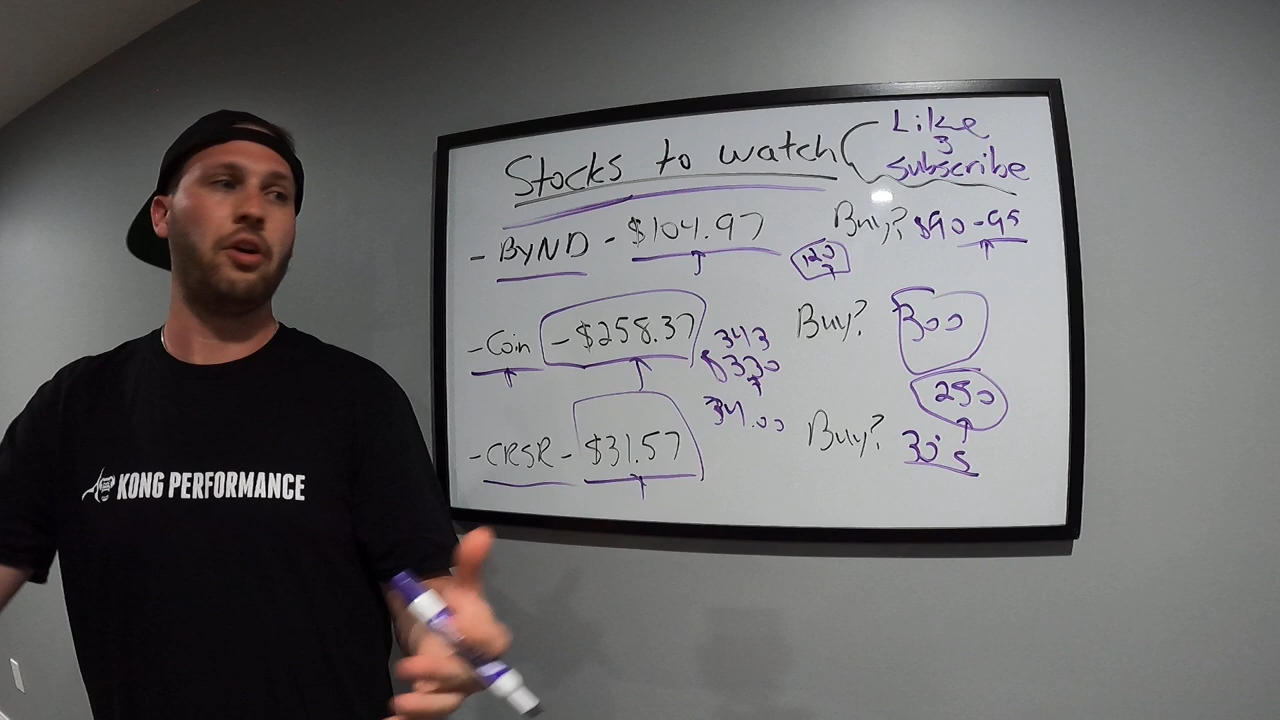 Stocks to watch
Like
&
Subscribe
- BYND - $104.97
Buy? $90-95
120
- Coin - $258.37
343
$330
Buy? 300
250
34.00
- CRSR - $31.57
Buy? 30's
KONG PERFORMANCE